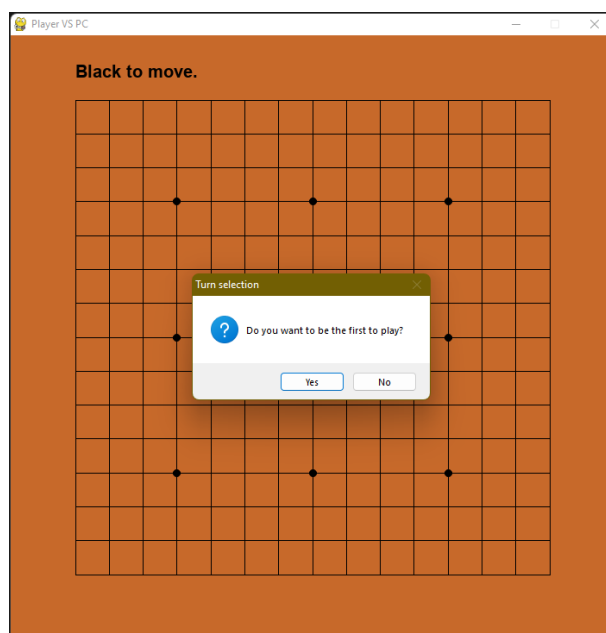 Player VS PC
Black to move.
Turn selection
Do you want to be the first to play?
Yes
No